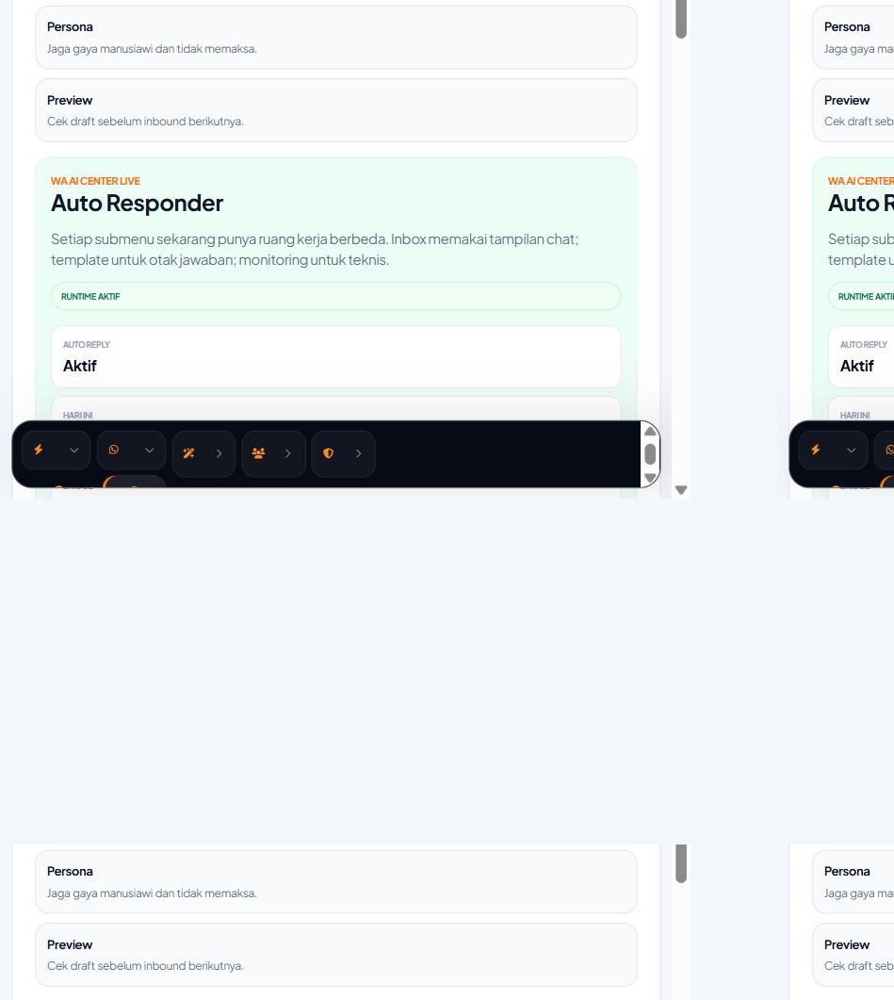 Persona
Jaga gaya manusiawi dan tidak memaksa.
Preview
Cek draft sebelum inbound berikutnya.
WA AI CENTER LIVE
Auto Responder
Setiap submenu sekarang punya ruang kerja berbeda. Inbox memakai tampilan chat;
template untuk otak jawaban; monitoring untuk teknis.
RUNTIME AKTIF
AUTO REPLY
Aktif
HARI INI
Persona
Jaga gaya ma
Preview
Cek draft seb
WA AI CENTER
Auto R
Setiap sub
template u
RUNTIME AKTI
AUTO REPLY
Aktif
HARI INI
Persona
Jaga gaya manusiawi dan tidak memaksa.
Preview
Cek draft sebelum inbound berikutnya.
Persona
Jaga gaya ma
Preview
Cek draft seb